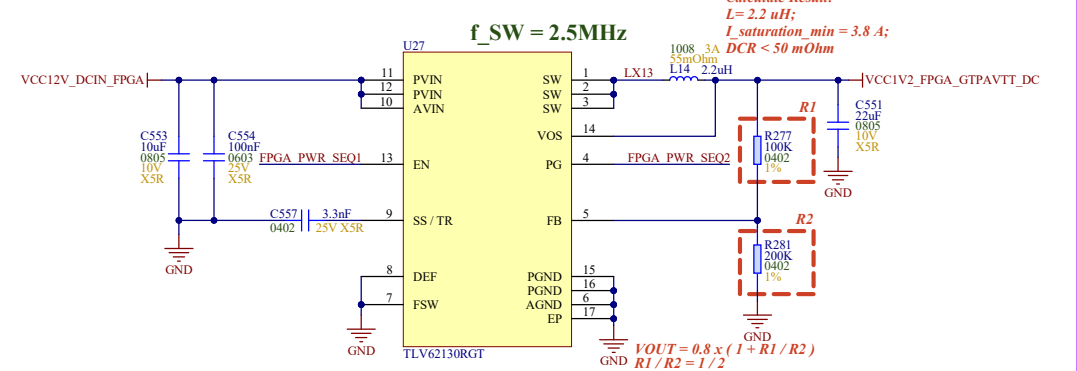 Calculate Result:
L= 2.2 uH;
I_saturation_min = 3.8 A;
DCR < 50 mOhm
f_SW = 2.5MHz
U27
1008 3A
55mOhm
L14 2.2uH
VCC12V_DCIN_FPGA
11 PVIN
12 PVIN
10 AVIN
SW 1
SW 2
SW 3
LX13
VCC1V2_FPGA_GTPAVTT_DC
C553
10uF
0805
10V
X5R
C554
100nF
0603
25V
X5R
VOS 14
R1
R277
100K
0402
1%
C551
22uF
0805
10V
X5R
GND
FPGA_PWR_SEQ1
13 EN
PG 4
FPGA_PWR_SEQ2
C557 3.3nF
0402 25V X5R
9 SS / TR
FB 5
R2
R281
200K
0402
1%
GND
GND
8 DEF
7 FSW
GND
PGND 15
PGND 16
AGND 6
EP 17
GND
TLV62130RGT
VOUT = 0.8 x ( 1 + R1 / R2 )
R1 / R2 = 1 / 2